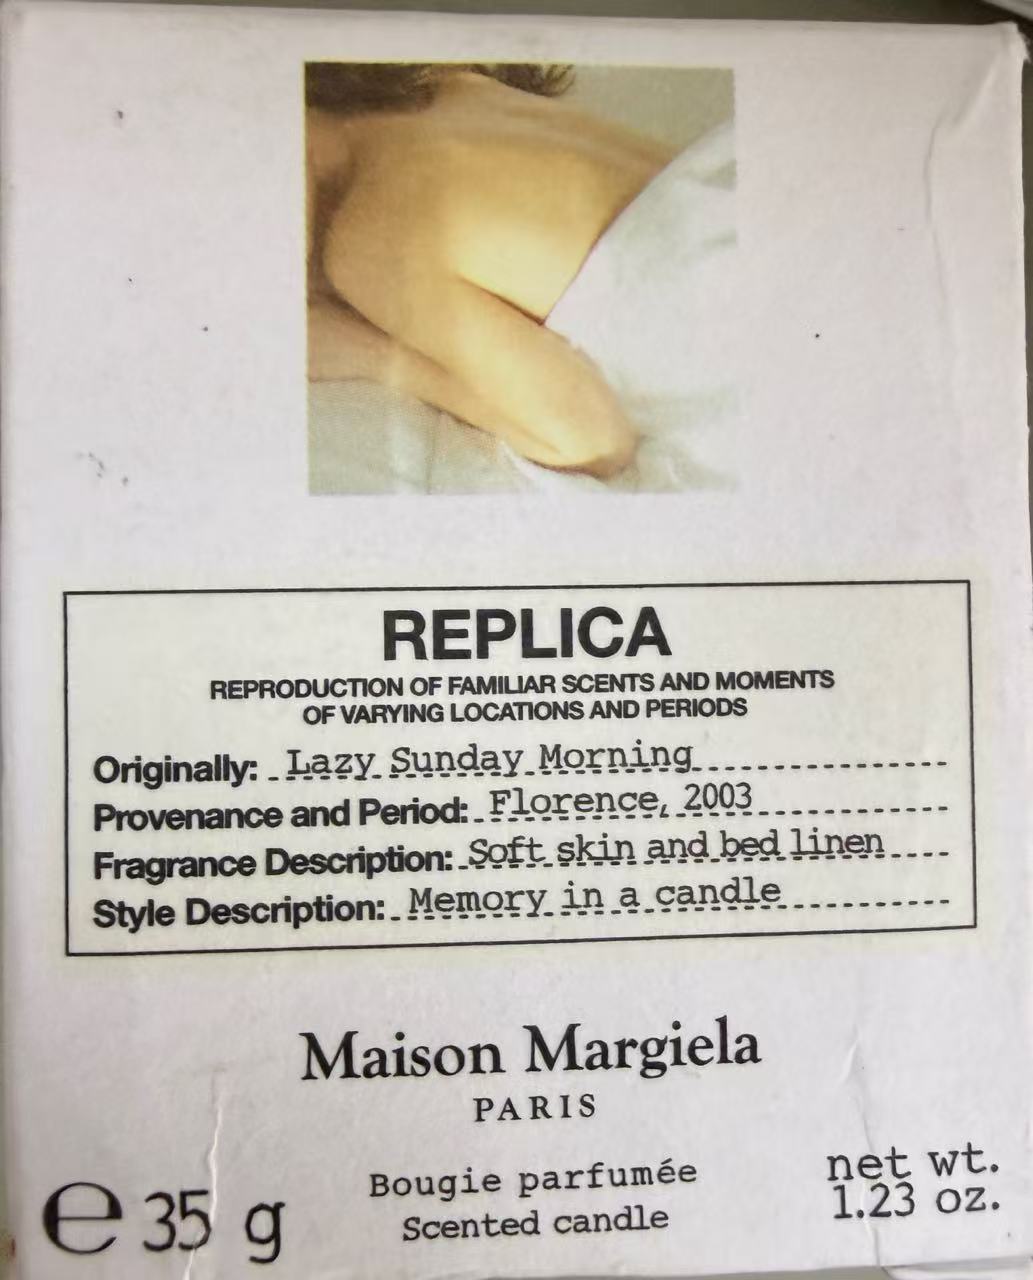 REPLICA
REPRODUCTION OF FAMILIAR SCENTS AND MOMENTS
OF VARYING LOCATIONS AND PERIODS
Originally: Lazy Sunday Morning
Provenance and Period: Florence, 2003
Fragrance Description: Soft skin and bed linen
Style Description: Memory in a candle
Maison Margiela
PARIS
Bougie parfumée
Scented candle
℮ 35 g
net wt.
1.23 oz.